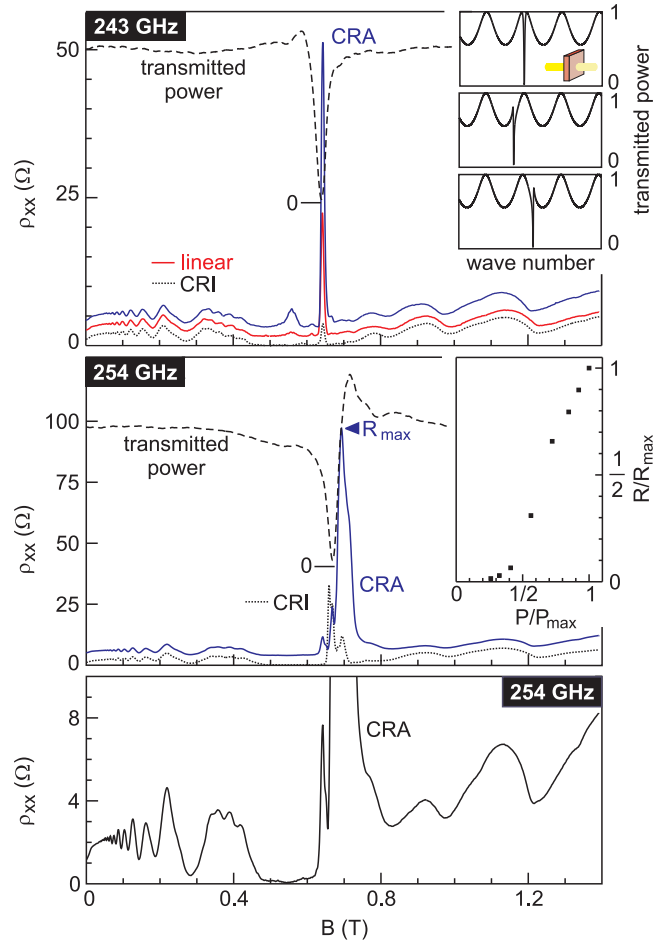 243 GHz
50
25
0
ρxx (Ω)
transmitted
power
CRA
0
linear
CRI
1
0
1
0
1
0
transmitted power
wave number
254 GHz
100
75
50
25
0
ρxx (Ω)
transmitted
power
Rmax
0
CRI
CRA
1
1/2
0
R/Rmax
0 1/2 1
P/Pmax
254 GHz
8
4
0
ρxx (Ω)
CRA
0 0.4 0.8 1.2
B (T)